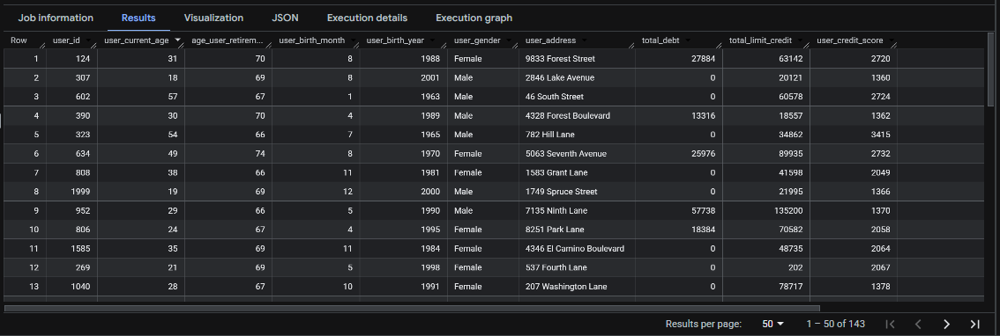 Job information Results Visualization JSON Execution details Execution graph
Row user_id user_current_age age_user_retirem... user_birth_month user_birth_year user_gender user_address total_debt total_limit_credit user_credit_score
1 124 31 70 8 1988 Female 9833 Forest Street 27884 63142 2720
2 307 18 69 8 2001 Male 2846 Lake Avenue 0 20121 1360
3 602 57 67 1 1963 Male 46 South Street 0 60578 2724
4 390 30 70 4 1989 Male 4328 Forest Boulevard 13316 18557 1362
5 323 54 66 7 1965 Male 782 Hill Lane 0 34862 3415
6 634 49 74 8 1970 Female 5063 Seventh Avenue 25976 89935 2732
7 808 38 66 11 1981 Female 1583 Grant Lane 0 41598 2049
8 1999 19 69 12 2000 Male 1749 Spruce Street 0 21995 1366
9 952 29 66 5 1990 Male 7135 Ninth Lane 57738 135200 1370
10 806 24 67 4 1995 Female 8251 Park Lane 18384 70582 2058
11 1585 35 69 11 1984 Female 4346 El Camino Boulevard 0 48735 2064
12 269 21 69 5 1998 Female 537 Fourth Lane 0 202 2067
13 1040 28 67 10 1991 Female 207 Washington Lane 0 78717 1378
Results per page: 50 1 – 50 of 143